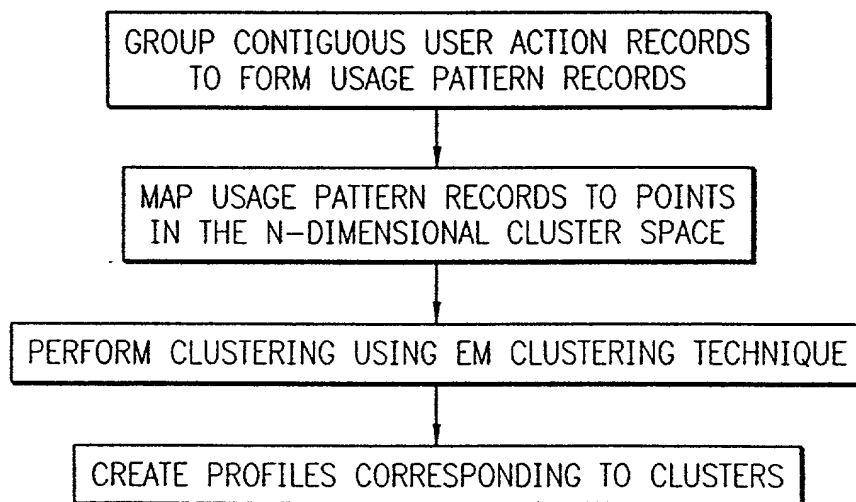 GROUP CONTIGUOUS USER ACTION RECORDS
TO FORM USAGE PATTERN RECORDS
MAP USAGE PATTERN RECORDS TO POINTS
IN THE N-DIMENSIONAL CLUSTER SPACE
PERFORM CLUSTERING USING EM CLUSTERING TECHNIQUE
CREATE PROFILES CORRESPONDING TO CLUSTERS